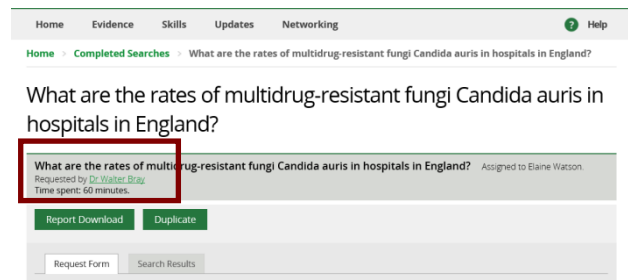 Home Evidence Skills Updates Networking ? Help
Home > Completed Searches > What are the rates of multidrug-resistant fungi Candida auris in hospitals in England?
What are the rates of multidrug-resistant fungi Candida auris in
hospitals in England?
What are the rates of multidrug-resistant fungi Candida auris in hospitals in England? Assigned to Elaine Watson.
Requested by Dr Walter Bray
Time spent: 60 minutes.
Report Download Duplicate
Request Form Search Results